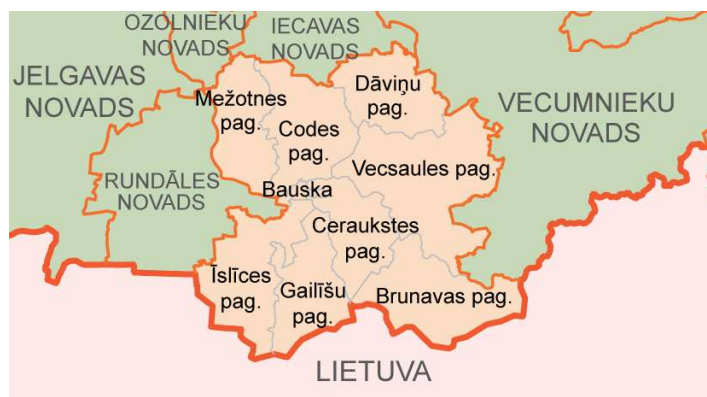 OZOLNIEKU
NOVADS
IECAVAS
NOVADS
JELGAVAS
NOVADS
Mežotnes
pag.
Dāviņu
pag.
Codes
pag.
VECUMNIEKU
NOVADS
Vecsaules pag.
RUNDĀLES
NOVADS
Bauska
Ceraukstes
pag.
Īslīces
pag.
Gailīšu
pag.
Brunavas pag.
LIETUVA